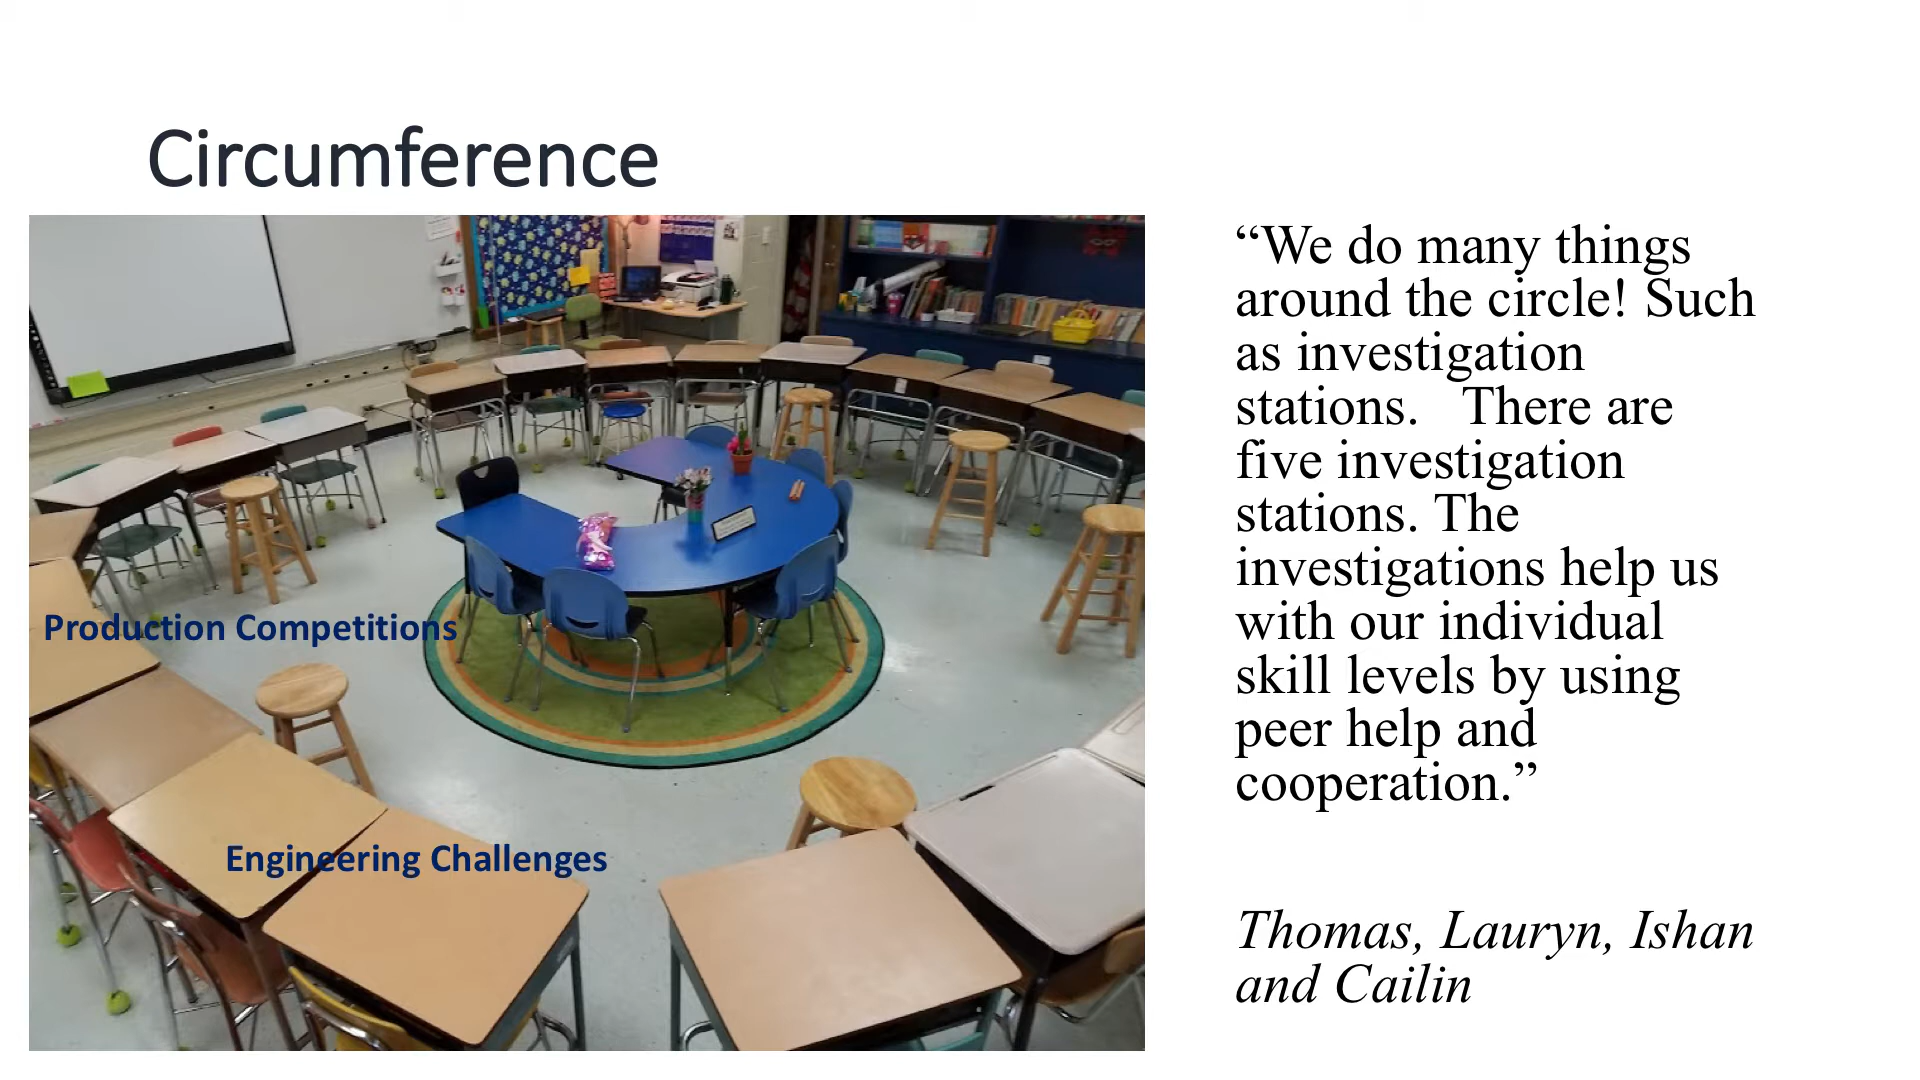 Circumference
“We do many things
around the circle! Such
as investigation
stations.   There are
five investigation
stations. The
investigations help us
with our individual
skill levels by using
peer help and
cooperation.”
Thomas, Lauryn, Ishan
and Cailin
Production Competitions
Engineering Challenges